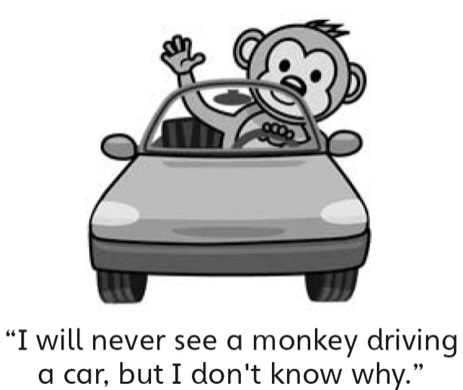 “I will never see a monkey driving
a car, but I don't know why.”